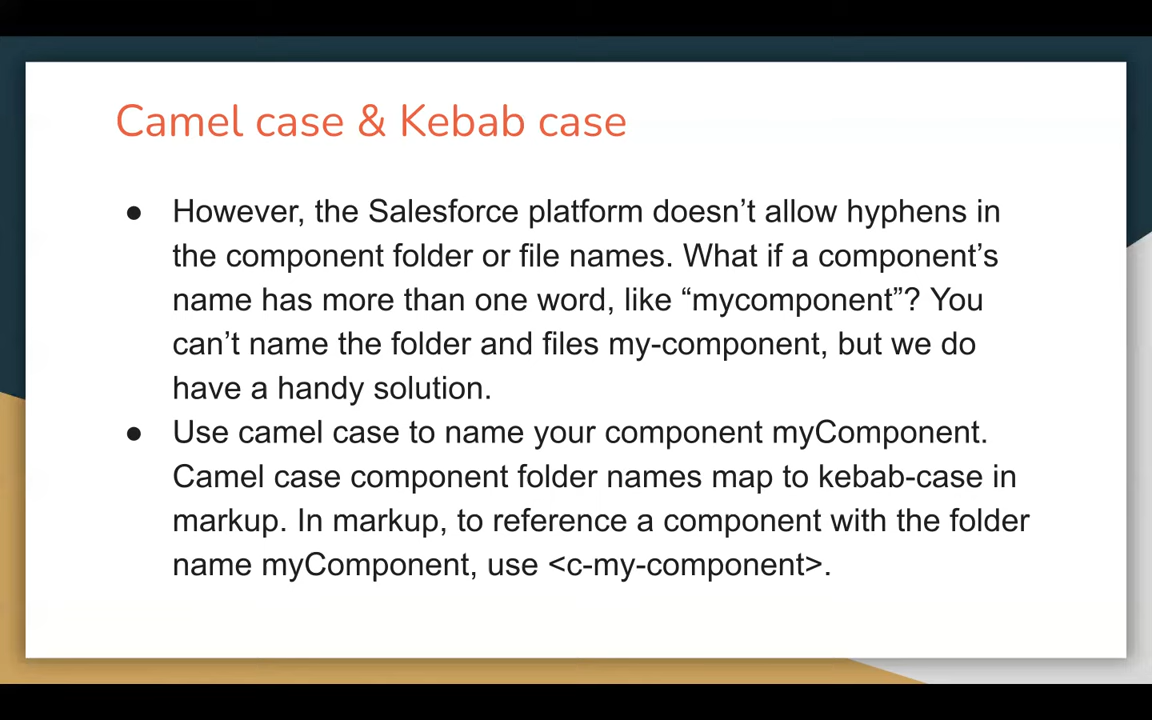 Camel case & Kebab case
● However, the Salesforce platform doesn’t allow hyphens in
the component folder or file names. What if a component’s
name has more than one word, like “mycomponent”? You
can’t name the folder and files my-component, but we do
have a handy solution.
● Use camel case to name your component myComponent.
Camel case component folder names map to kebab-case in
markup. In markup, to reference a component with the folder
name myComponent, use <c-my-component>.